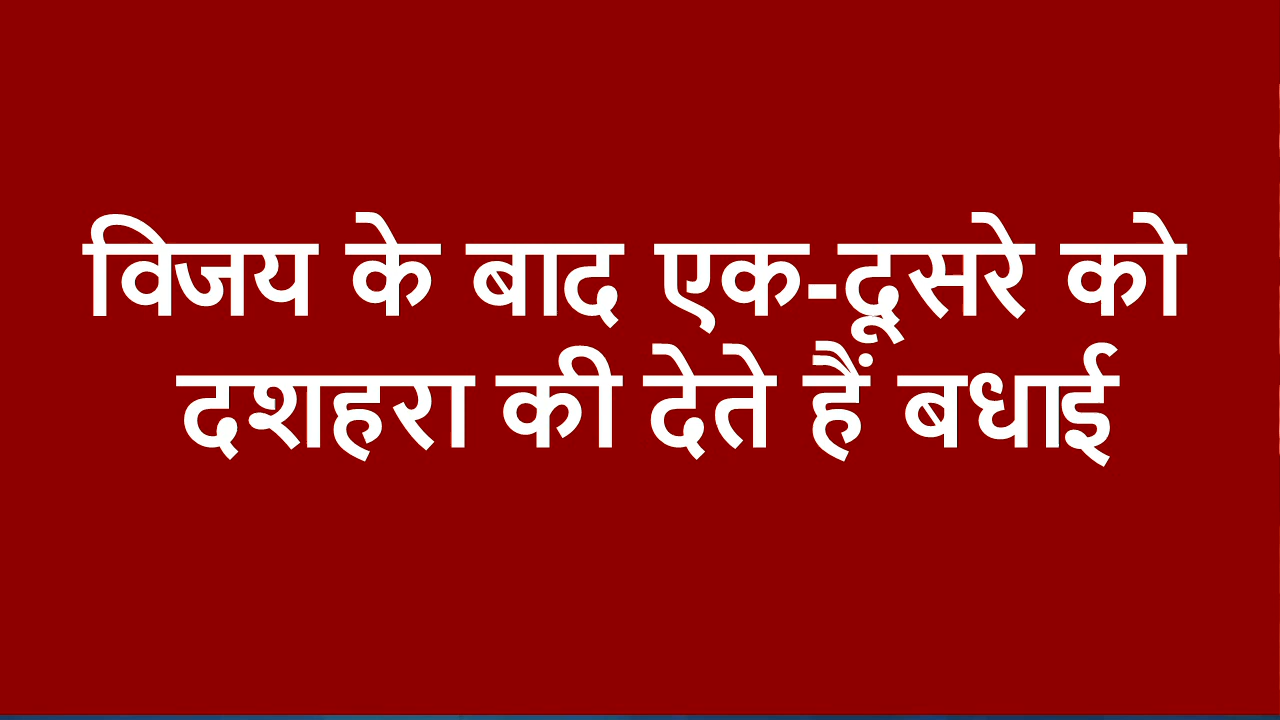 विजय के बाद एक-दूसरे को
दशहरा की देते हैं बधाई